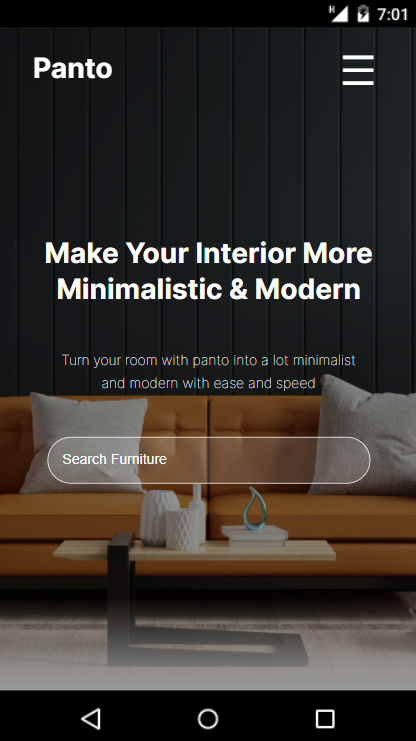 H 7:01
Panto
Make Your Interior More
Minimalistic & Modern
Turn your room with panto into a lot minimalist
and modern with ease and speed
Search Furniture